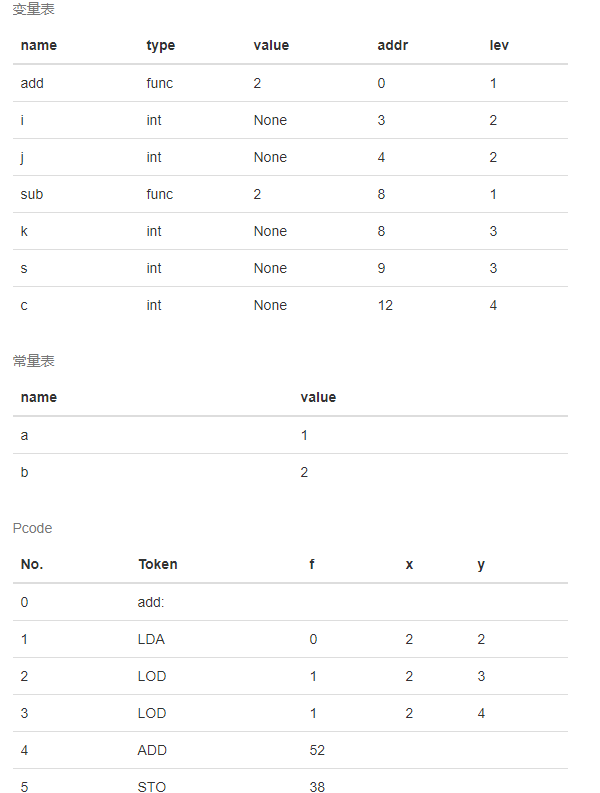 变量表
name type value addr lev
add func 2 0 1
i int None 3 2
j int None 4 2
sub func 2 8 1
k int None 8 3
s int None 9 3
c int None 12 4
常量表
name value
a 1
b 2
Pcode
No. Token f x y
0 add:
1 LDA 0 2 2
2 LOD 1 2 3
3 LOD 1 2 4
4 ADD 52
5 STO 38